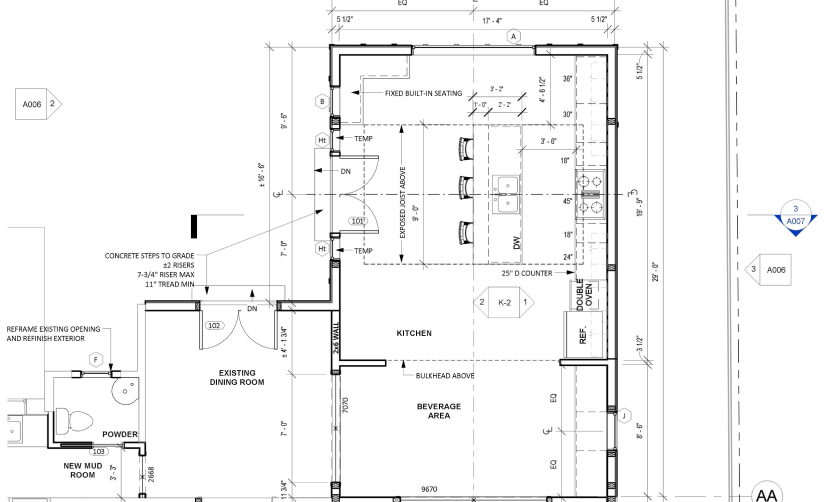 EQ
EQ
5 1/2"
17' - 4"
5 1/2"
A
5 1/2"
36"
FIXED BUILT-IN SEATING
3' - 2"
4' - 6 1/2"
A006 2
B
1' - 0"
2' - 2"
30"
9' - 6"
Ht
TEMP
3' - 6"
18"
± 16' - 6"
DN
EXPOSED JOIST ABOVE
9' - 0"
45"
19' - 9"
3
A007
101
18"
7' - 0"
Ht
TEMP
DW
24"
CONCRETE STEPS TO GRADE
±2 RISERS
7-3/4" RISER MAX
11" TREAD MIN
25" D COUNTER
29' - 0"
3 A006
DOUBLE
OVEN
DN
2 K-2 1
102
REFRAME EXISTING OPENING
AND REFINISH EXTERIOR
2x6 WALL
KITCHEN
REF.
± 4' - 1 3/4"
3 1/2"
F
EXISTING
DINING ROOM
BULKHEAD ABOVE
7070
BEVERAGE
AREA
EQ
J
POWDER
7' - 0"
8' - 6"
103
NEW MUD
ROOM
3' - 3"
2668
EQ
11 3/4"
9670
AA